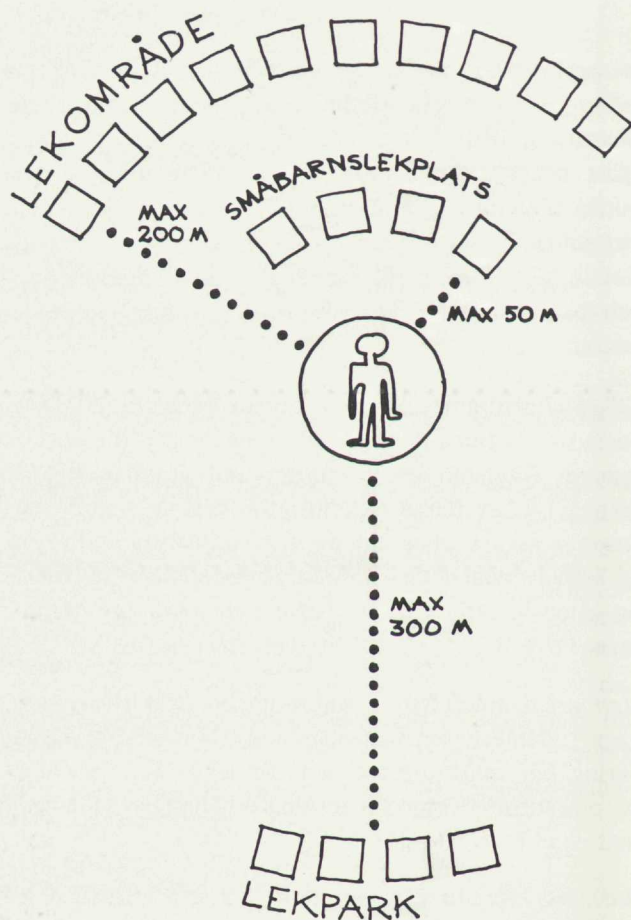 LEKOMRÅDE
SMÅBARNSLEKPLATS
MAX
200 M
MAX 50 M
MAX
300 M
LEKPARK